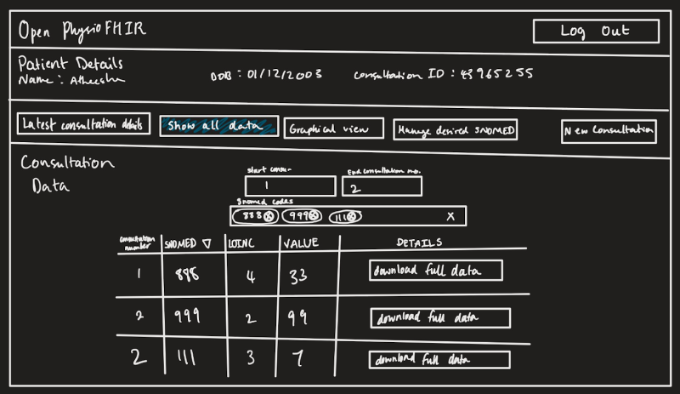 Open PhysioFHIR
Log Out
Patient Details
Name: Atheeshan DOB: 01/12/2003 Consultation ID: 43965255
Latest consultation details
Show all data
Graphical view
Manage desired SNOMED
New Consultation
Consultation
Data
Start
1
End consultation no.
2
Snomed codes
888 ⊗ 999 ⊗ 111 ⊗ X
Consultation number SNOMED ▽ LOINC VALUE DETAILS
1 898 4 33 download full data
2 999 2 99 download full data
2 111 3 7 download full data